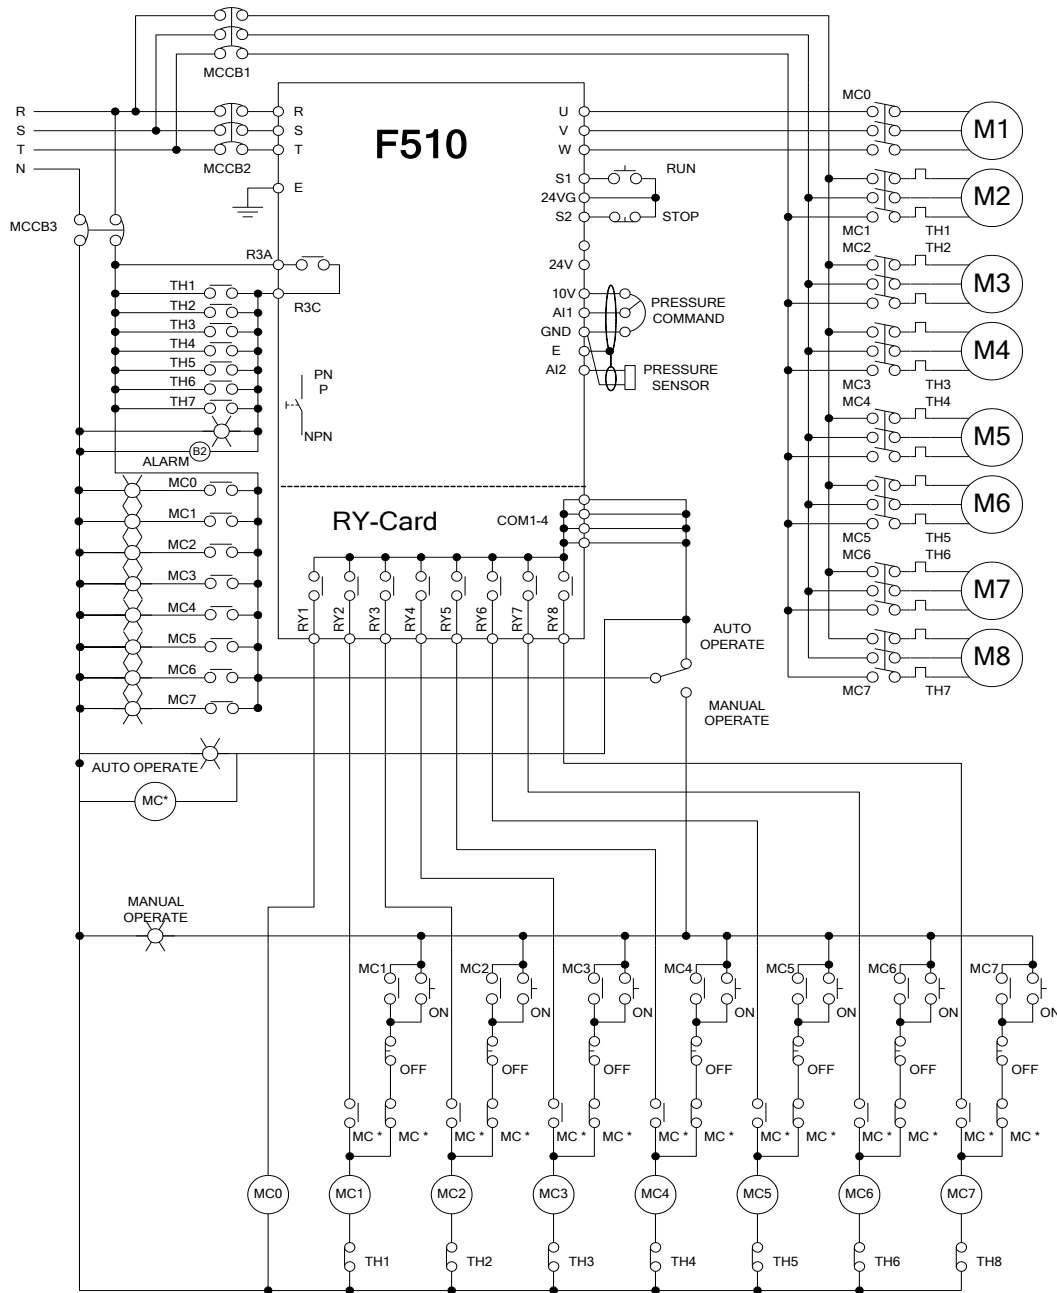 MCCB1
R
S
T
N
MCCB2
MCCB3
F510
R
S
T
E
R3A
R3C
U
V
W
S1
24VG
S2
24V
10V
AI1
GND
E
AI2
RUN
STOP
PRESSURE
COMMAND
PRESSURE
SENSOR
PN
P
NPN
TH1
TH2
TH3
TH4
TH5
TH6
TH7
B2
ALARM
MC0
MC1
MC2
MC3
MC4
MC5
MC6
MC7
RY-Card
COM1-4
RY1
RY2
RY3
RY4
RY5
RY6
RY7
RY8
AUTO
OPERATE
MANUAL
OPERATE
MC0
M1
M2
MC1 TH1
MC2 TH2
M3
M4
MC3 TH3
MC4 TH4
M5
M6
MC5 TH5
MC6 TH6
M7
M8
MC7 TH7
AUTO OPERATE
MC*
MANUAL
OPERATE
MC1 MC2 MC3 MC4 MC5 MC6 MC7
ON ON ON ON ON ON ON
OFF OFF OFF OFF OFF OFF OFF
MC * MC * MC * MC * MC * MC * MC * MC * MC * MC * MC * MC * MC * MC *
MC0 MC1 MC2 MC3 MC4 MC5 MC6 MC7
TH1 TH2 TH3 TH4 TH5 TH6 TH8